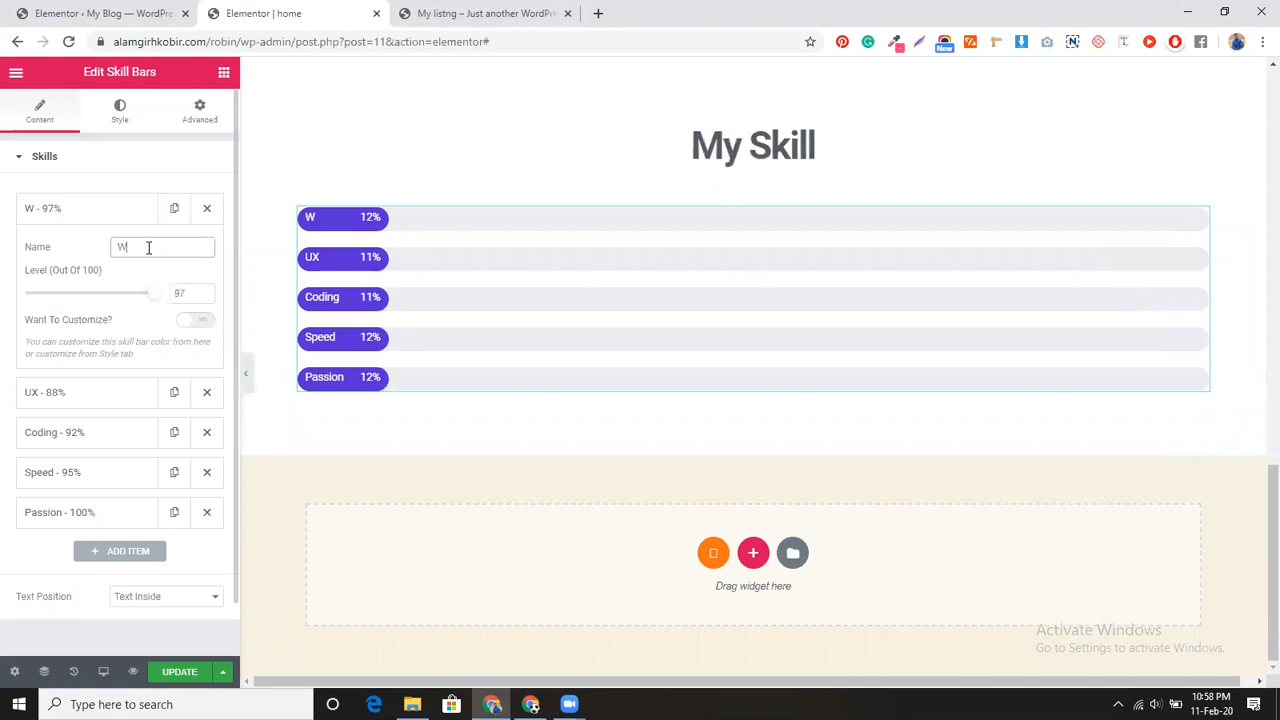 Elementor ‹ My Blog — WordPre
Elementor | home
My listng – Just another WordPre
alamgirhkobir.com/robin/wp-admin/post.php?post=11&action=elementor#
New
Edit Skill Bars
Content
Style
Advanced
Skills
W - 97%
Name
W
Level (Out Of 100)
97
Want To Customize?
NO
You can customize this skill bar color from here
or customize from Style tab
UX - 88%
Coding - 92%
Speed - 95%
Passion - 100%
+ ADD ITEM
Text Position
Text Inside
UPDATE
My Skill
W 12%
UX 11%
Coding 11%
Speed 12%
Passion 12%
Drag widget here
Activate Windows
Go to Settings to activate Windows.
Type here to search
10:58 PM
11-Feb-20